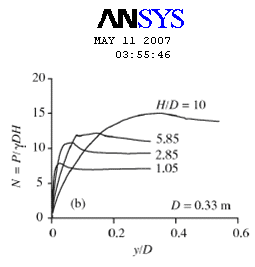 ANSYS
MAY 11 2007
03:55:46
20
15
10
5
0
N = P/γDH
H/D = 10
5.85
2.85
1.05
(b)
D = 0.33 m
0
0.2
0.4
0.6
y/D